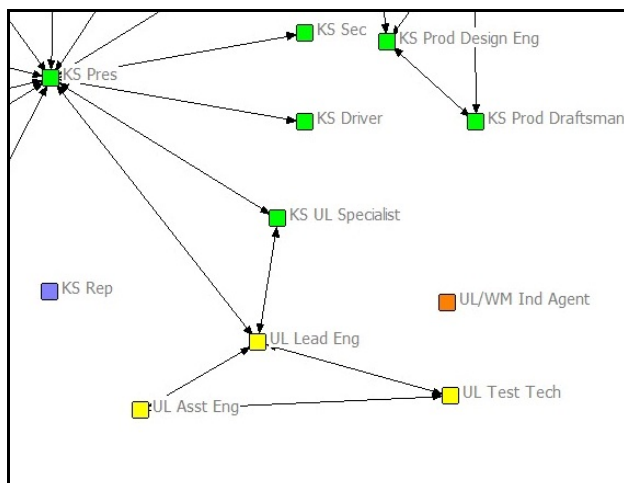 KS Sec
KS Prod Design Eng
KS Pres
KS Driver
KS Prod Draftsman
KS UL Specialist
KS Rep
UL/WM Ind Agent
UL Lead Eng
UL Test Tech
UL Asst Eng